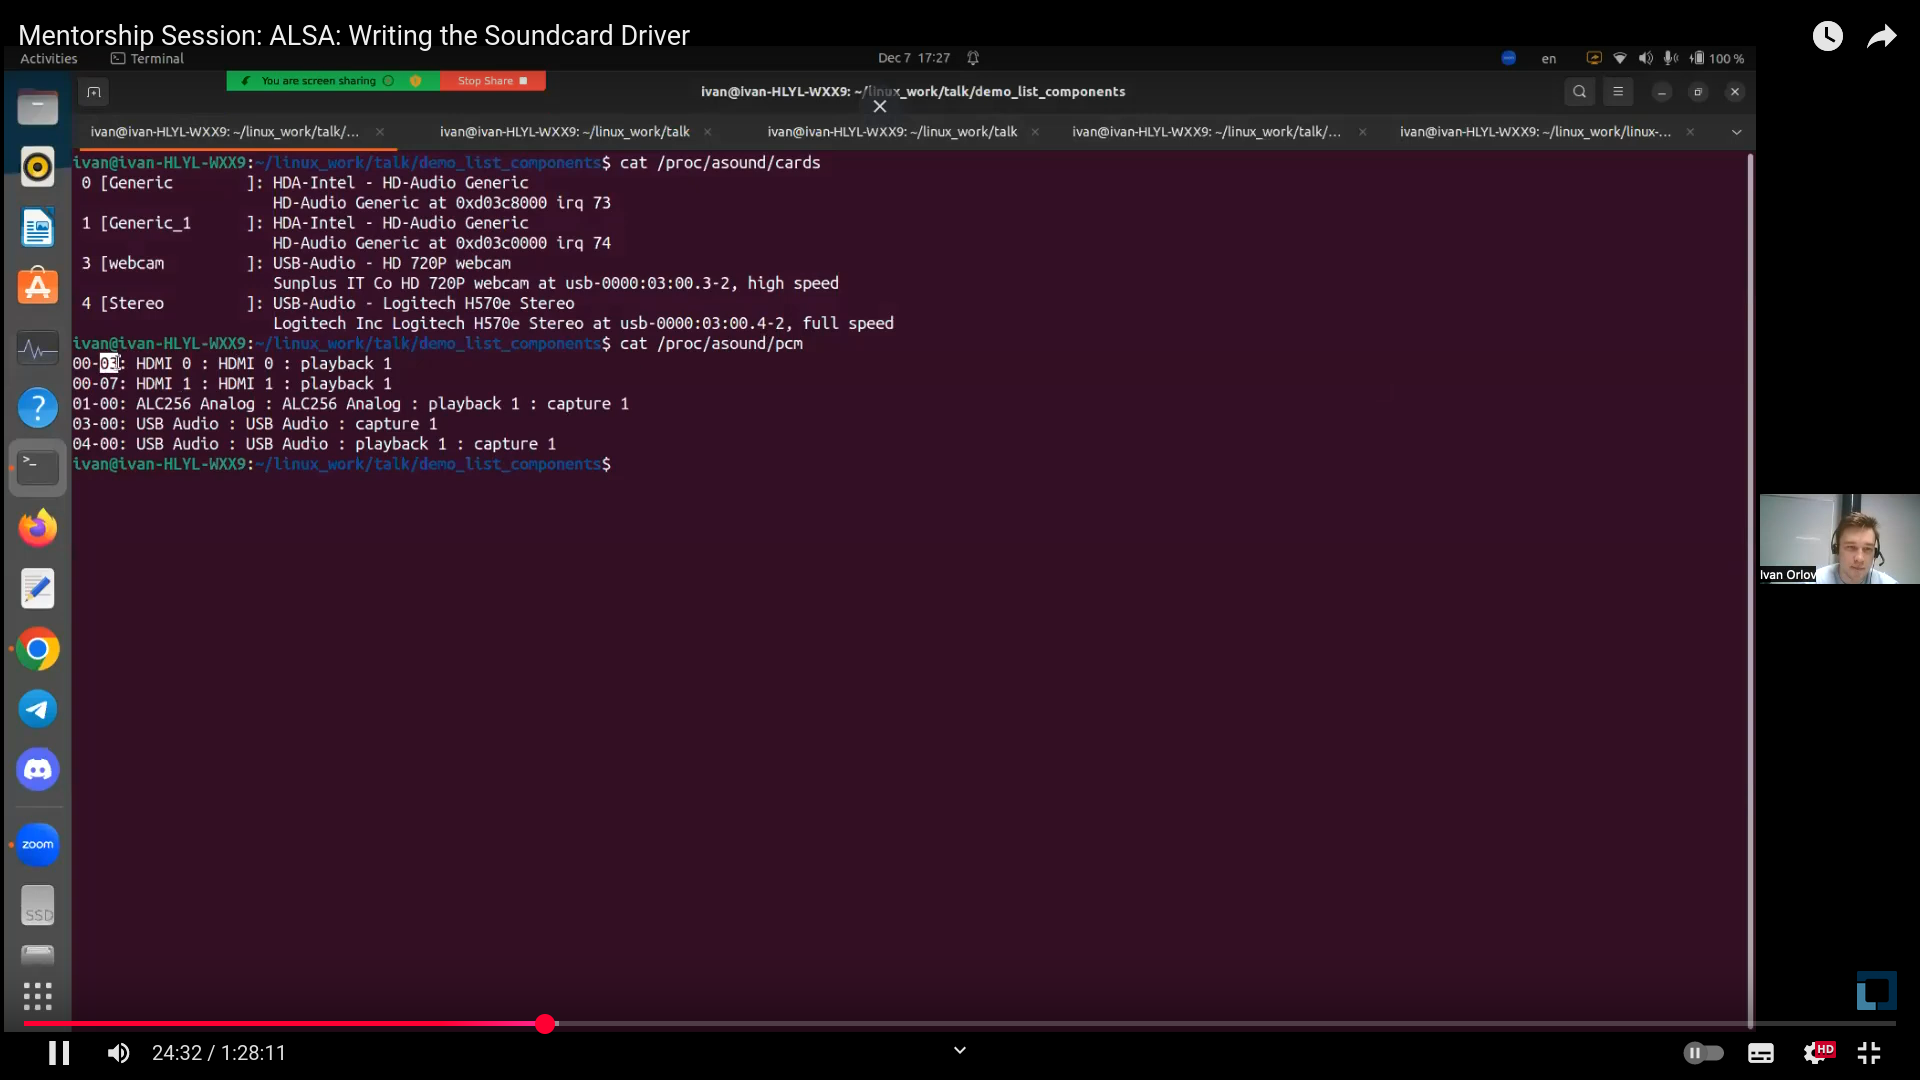 Mentorship Session: ALSA: Writing the Soundcard Driver
Activities Terminal Dec 7 17:27 en 100 %
You are screen sharing Stop Share
ivan@ivan-HLYL-WXX9: ~/linux_work/talk/demo_list_components
ivan@ivan-HLYL-WXX9: ~/linux_work/talk/... ivan@ivan-HLYL-WXX9: ~/linux_work/talk ivan@ivan-HLYL-WXX9: ~/linux_work/talk ivan@ivan-HLYL-WXX9: ~/linux_work/talk/... ivan@ivan-HLYL-WXX9: ~/linux_work/linux-...
ivan@ivan-HLYL-WXX9:~/linux_work/talk/demo_list_components$ cat /proc/asound/cards
0 [Generic ]: HDA-Intel - HD-Audio Generic
HD-Audio Generic at 0xd03c8000 irq 73
1 [Generic_1 ]: HDA-Intel - HD-Audio Generic
HD-Audio Generic at 0xd03c0000 irq 74
3 [webcam ]: USB-Audio - HD 720P webcam
Sunplus IT Co HD 720P webcam at usb-0000:03:00.3-2, high speed
4 [Stereo ]: USB-Audio - Logitech H570e Stereo
Logitech Inc Logitech H570e Stereo at usb-0000:03:00.4-2, full speed
ivan@ivan-HLYL-WXX9:~/linux_work/talk/demo_list_components$ cat /proc/asound/pcm
00-03: HDMI 0 : HDMI 0 : playback 1
00-07: HDMI 1 : HDMI 1 : playback 1
01-00: ALC256 Analog : ALC256 Analog : playback 1 : capture 1
03-00: USB Audio : USB Audio : capture 1
04-00: USB Audio : USB Audio : playback 1 : capture 1
ivan@ivan-HLYL-WXX9:~/linux_work/talk/demo_list_components$
Ivan Orlov
zoom
SSD
24:32 / 1:28:11
HD